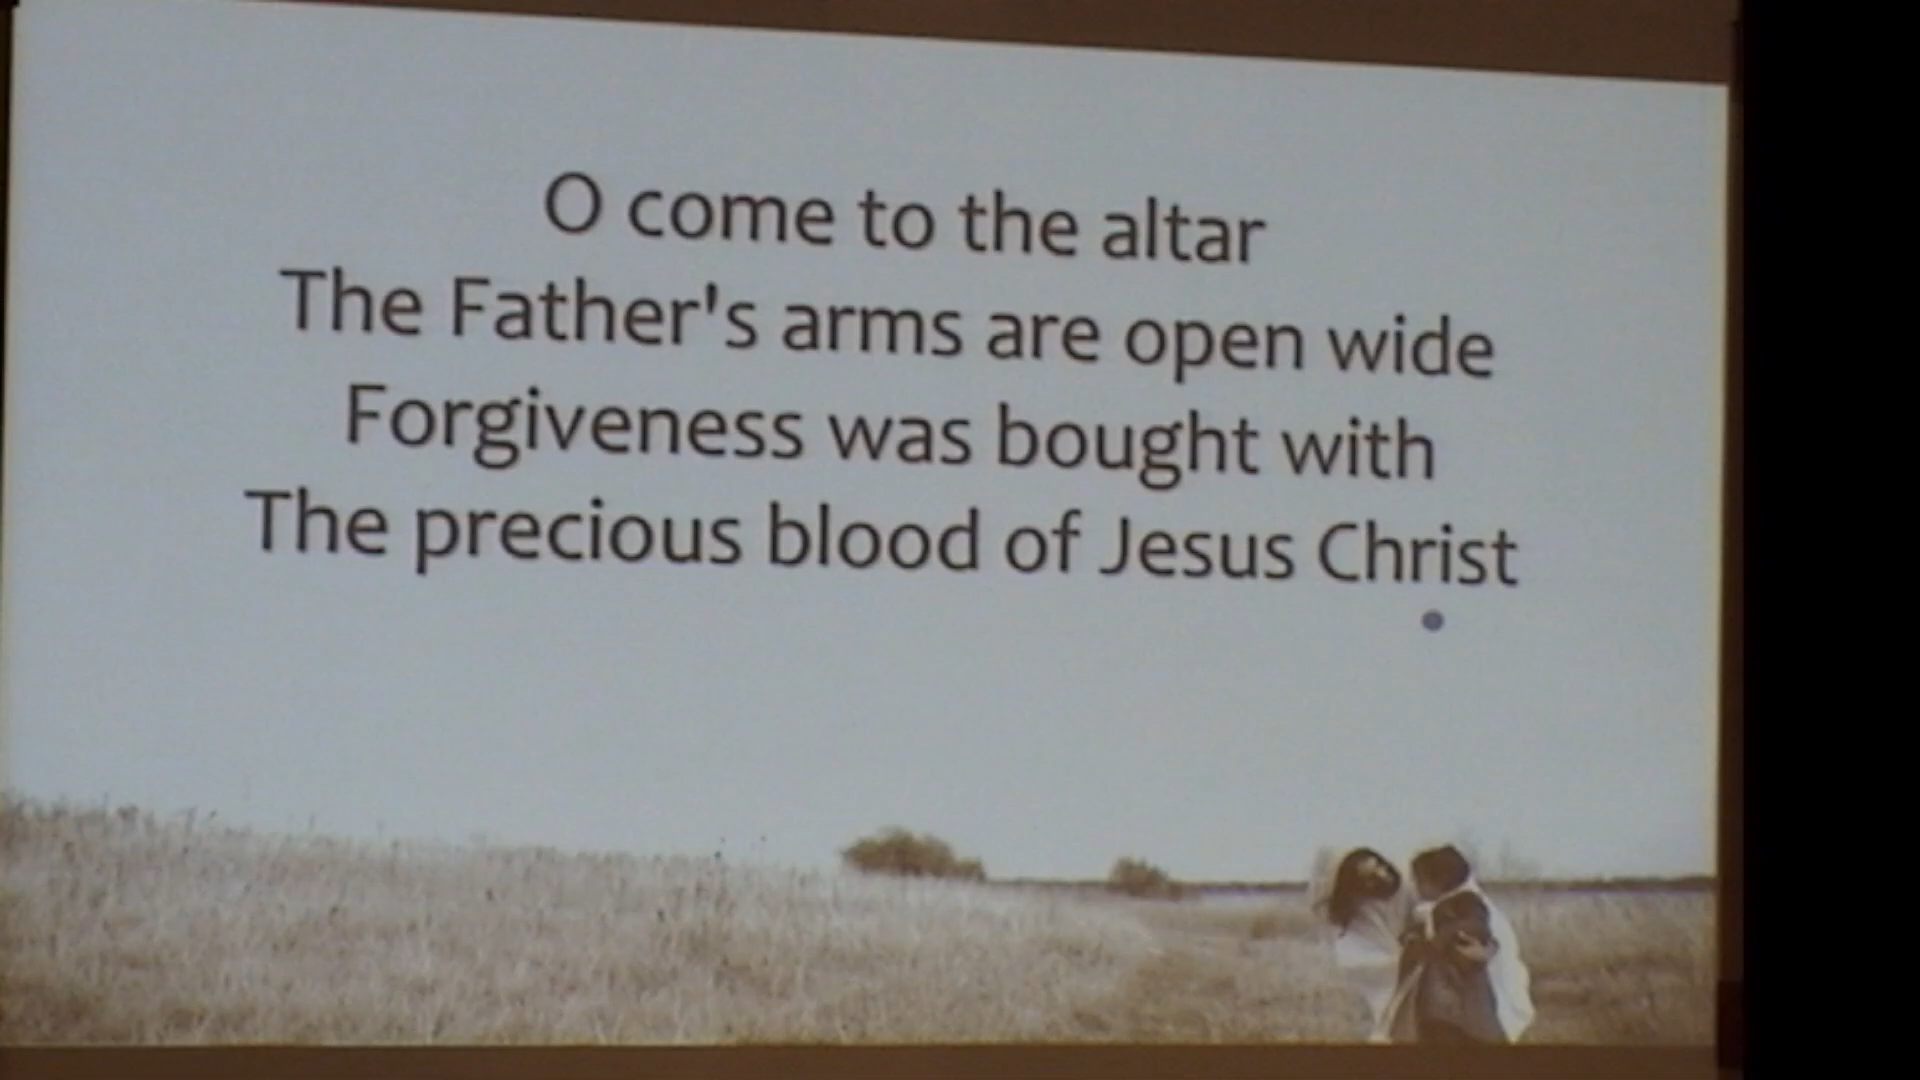 O come to the altar
The Father's arms are open wide
Forgiveness was bought with
The precious blood of Jesus Christ